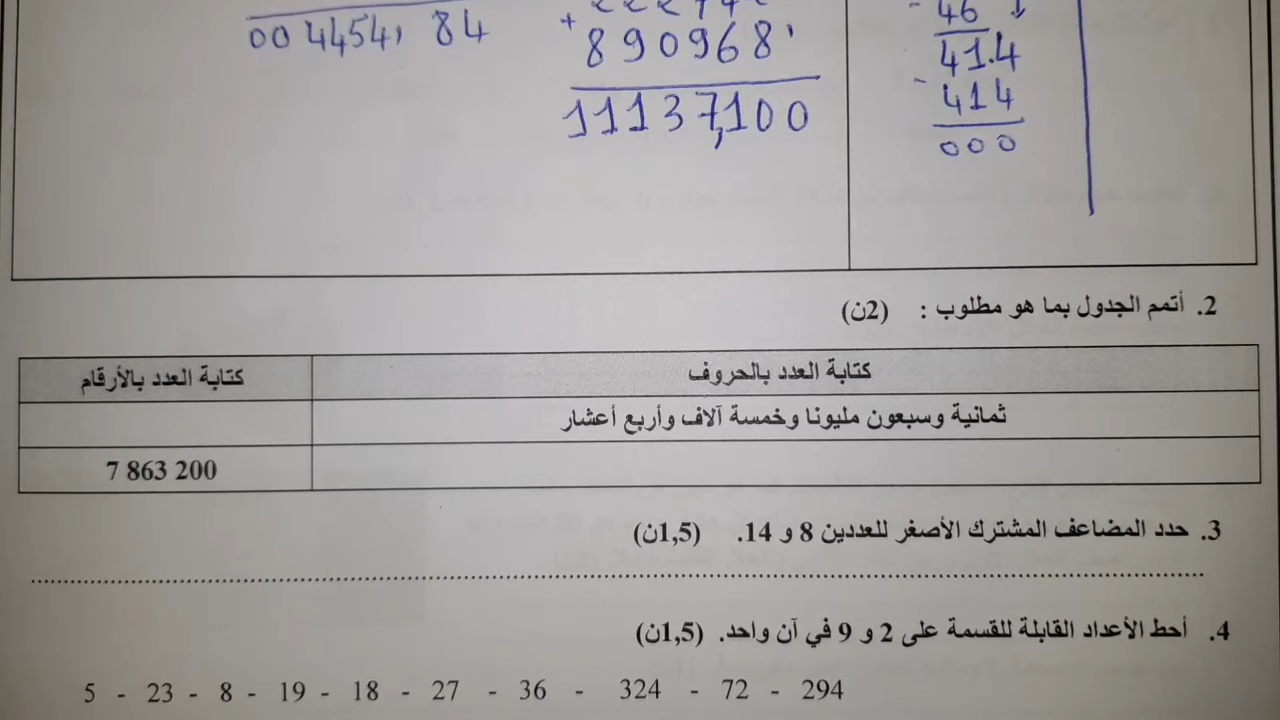 46
004454,84
890968
41.4
414
11137,100
000
2. أتمم الجدول بما هو مطلوب : (2ن)
كتابة العدد بالحروف كتابة العدد بالأرقام
ثمانية وسبعون مليونا وخمسة آلاف وأربع أعشار
7 863 200
3. حدد المضاعف المشترك الأصغر للعددين 8 و 14. (1,5ن)
4. أحط الأعداد القابلة للقسمة على 2 و 9 في آن واحد. (1,5ن)
5 - 23 - 8 - 19 - 18 - 27 - 36 - 324 - 72 - 294